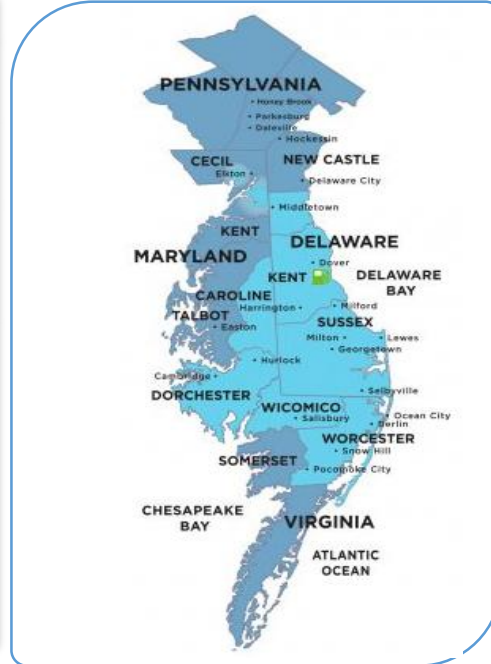 PENNSYLVANIA
Honey Brook
Parkesburg
Daleville
Hockessin
CECIL
NEW CASTLE
Elkton
Delaware City
Middletown
KENT
DELAWARE
MARYLAND
Dover
KENT
DELAWARE
BAY
CAROLINE
Harrington
Milford
TALBOT
SUSSEX
Easton
Milton
Lewes
Georgetown
Hurlock
Cambridge
Selbyville
DORCHESTER
WICOMICO
Ocean City
Salisbury
Berlin
WORCESTER
Snow Hill
SOMERSET
Pocomoke City
CHESAPEAKE
BAY
VIRGINIA
ATLANTIC
OCEAN